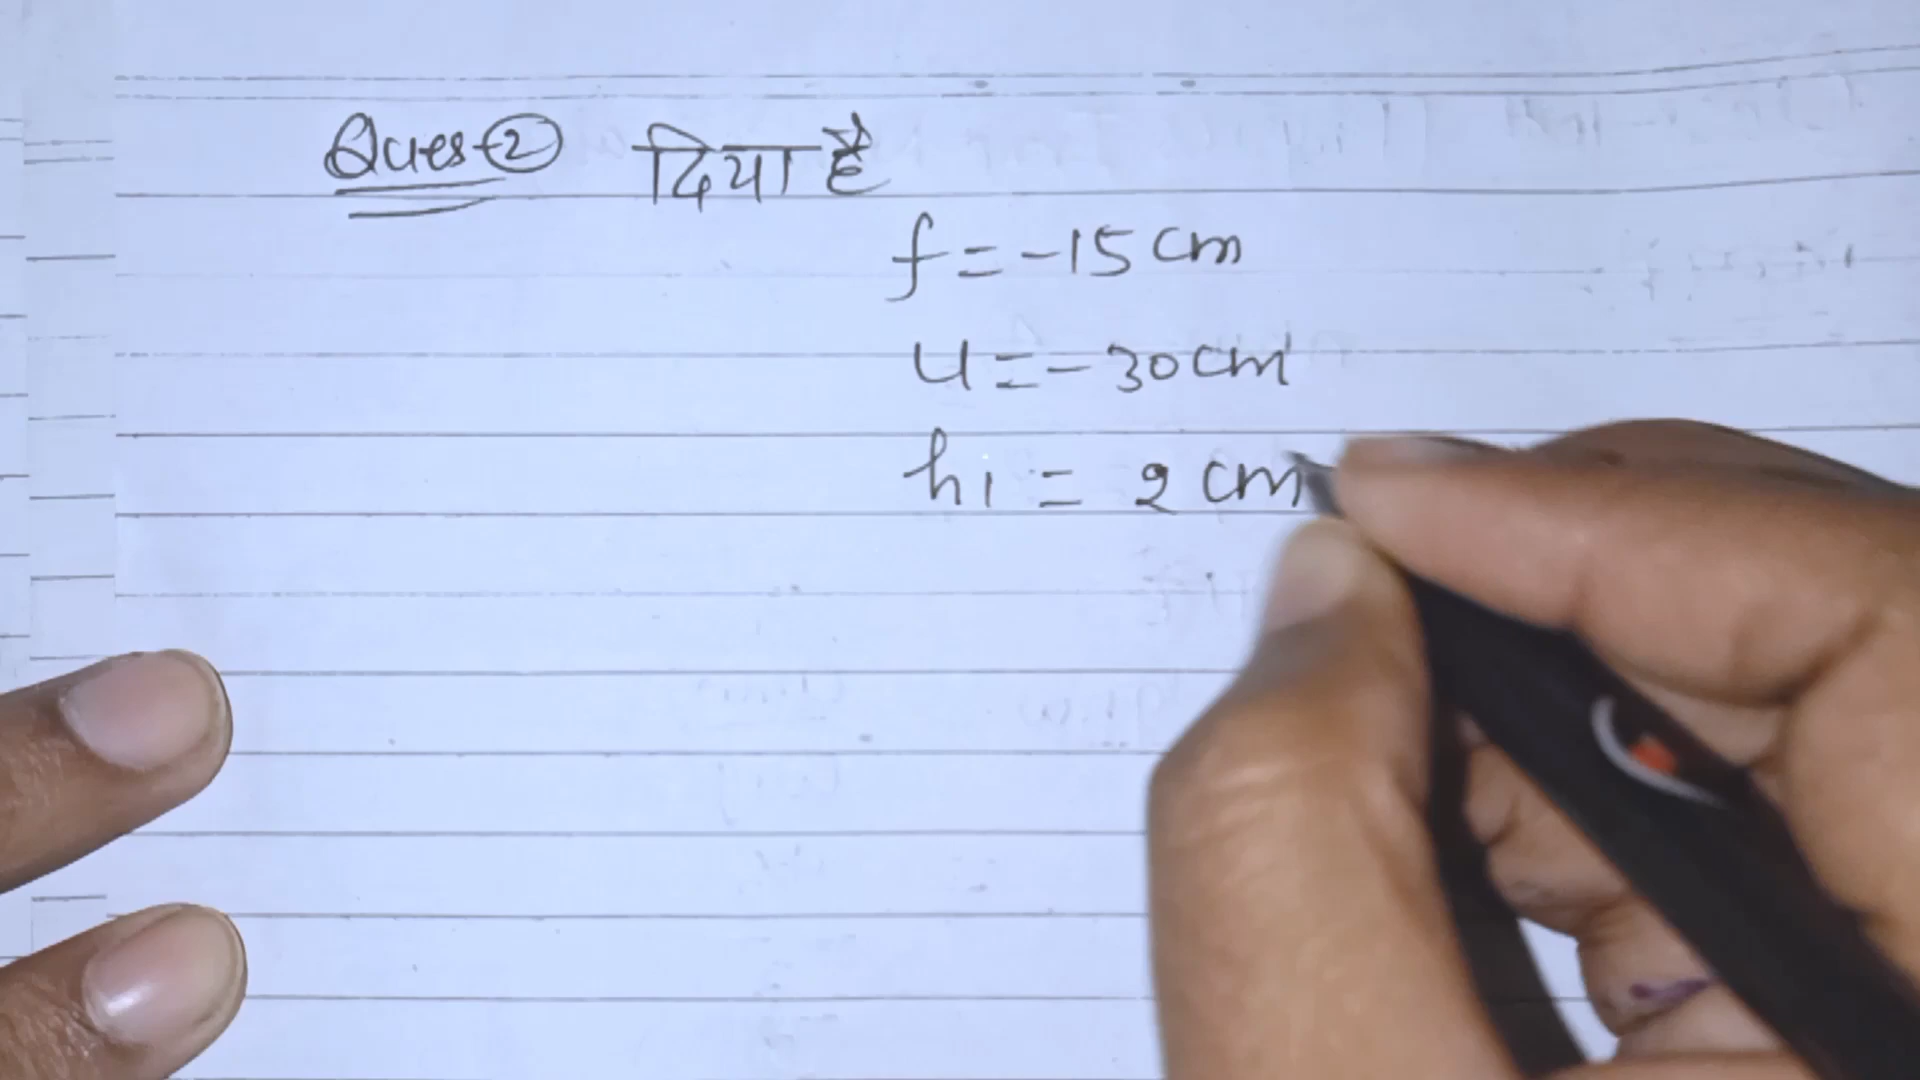 Ques-② दिया है
f = -15 cm
u = - 30 cm
h1 = 2 cm